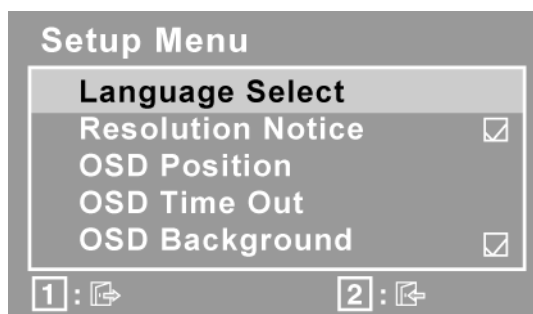 Setup Menu
Language Select
Resolution Notice
OSD Position
OSD Time Out
OSD Background
1: 2: